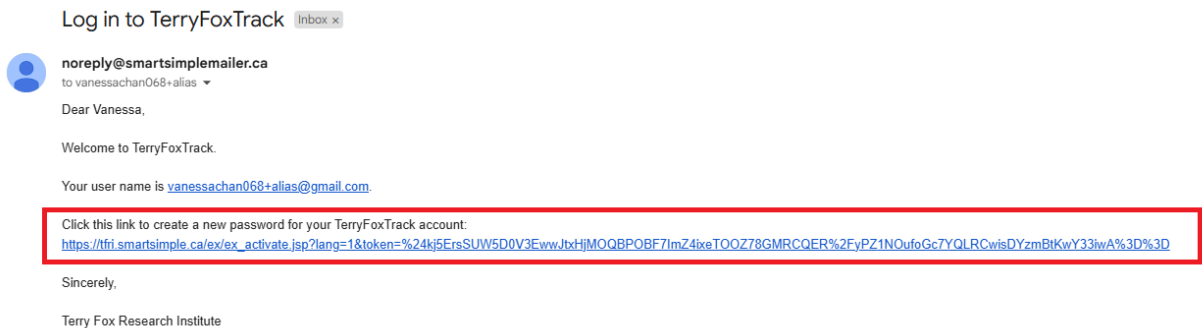 Log in to TerryFoxTrack Inbox ×
noreply@smartsimplemailer.ca
to vanessachan068+alias
Dear Vanessa,
Welcome to TerryFoxTrack.
Your user name is vanessachan068+alias@gmail.com.
Click this link to create a new password for your TerryFoxTrack account:
https://tfri.smartsimple.ca/ex/ex_activate.jsp?lang=1&token=%24kj5ErsSUW5D0V3EwwJtxHjMOQBPOBF7ImZ4ixeTOOZ78GMRCQER%2FyPZ1NOufoGc7YQLRCwisDYzmBtKwY33iwA%3D%3D
Sincerely,
Terry Fox Research Institute